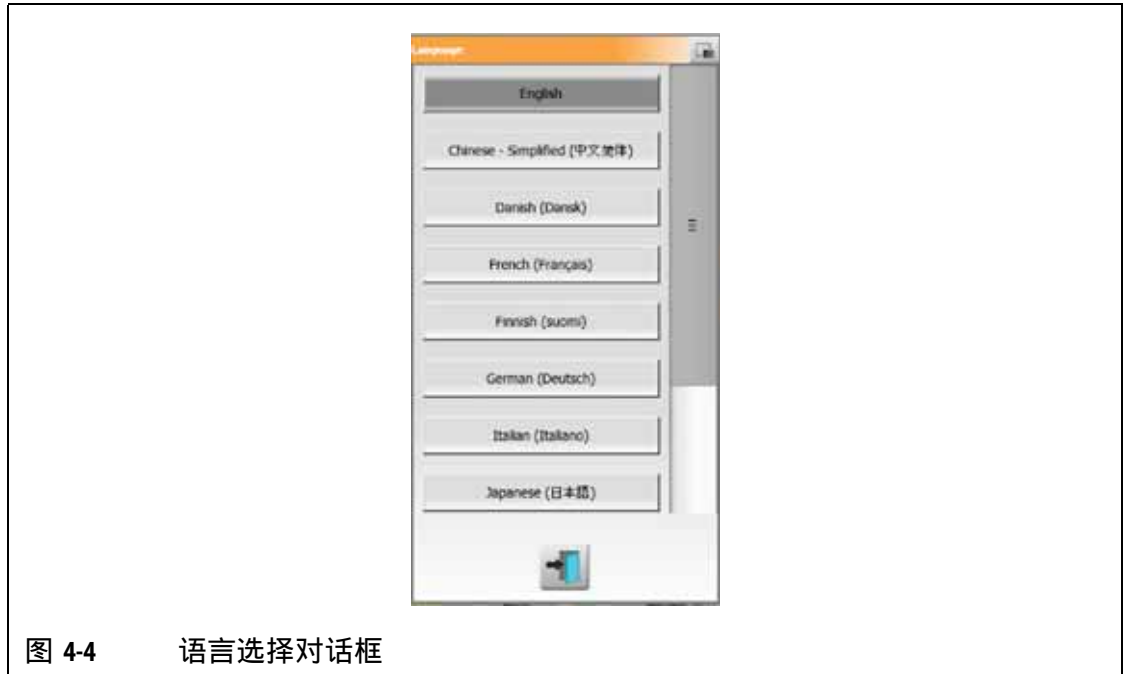 Language
English
Chinese - Simplified (中文简体)
Danish (Dansk)
French (Français)
Finnish (suomi)
German (Deutsch)
Italian (Italiano)
Japanese (日本語)
图 4-4 语言选择对话框